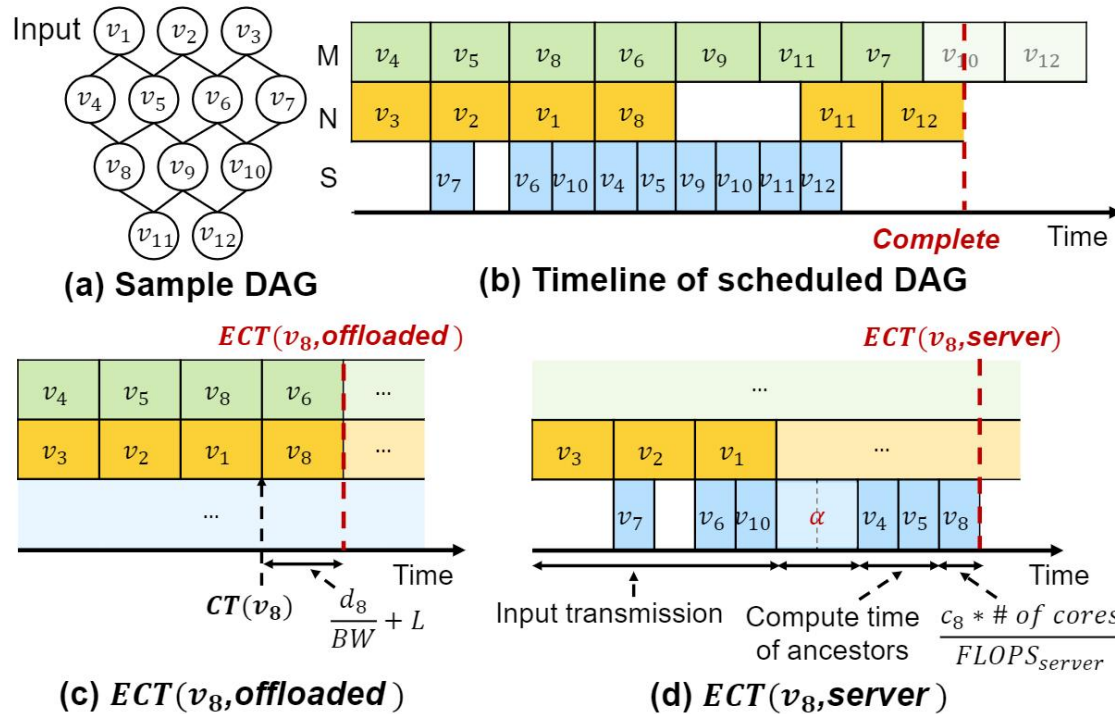 Input v₁ v₂ v₃
v₄ v₅ v₆ v₇
v₈ v₉ v₁₀
v₁₁ v₁₂
(a) Sample DAG
M v₄ v₅ v₈ v₆ v₉ v₁₁ v₇ v₁₀ v₁₂
N v₃ v₂ v₁ v₈ v₁₁ v₁₂
S v₇ v₆ v₁₀ v₄ v₅ v₉ v₁₀ v₁₁ v₁₂
Complete Time
(b) Timeline of scheduled DAG
ECT(v₈,offloaded)
v₄ v₅ v₈ v₆ ...
v₃ v₂ v₁ v₈ ...
...
Time
CT(v₈) d₈/BW + L
(c) ECT(v₈,offloaded)
ECT(v₈,server)
...
v₃ v₂ v₁ ...
v₇ v₆ v₁₀ α v₄ v₅ v₈
Time
Input transmission
Compute time
of ancestors
c₈ * # of cores
FLOPS_server
(d) ECT(v₈,server)